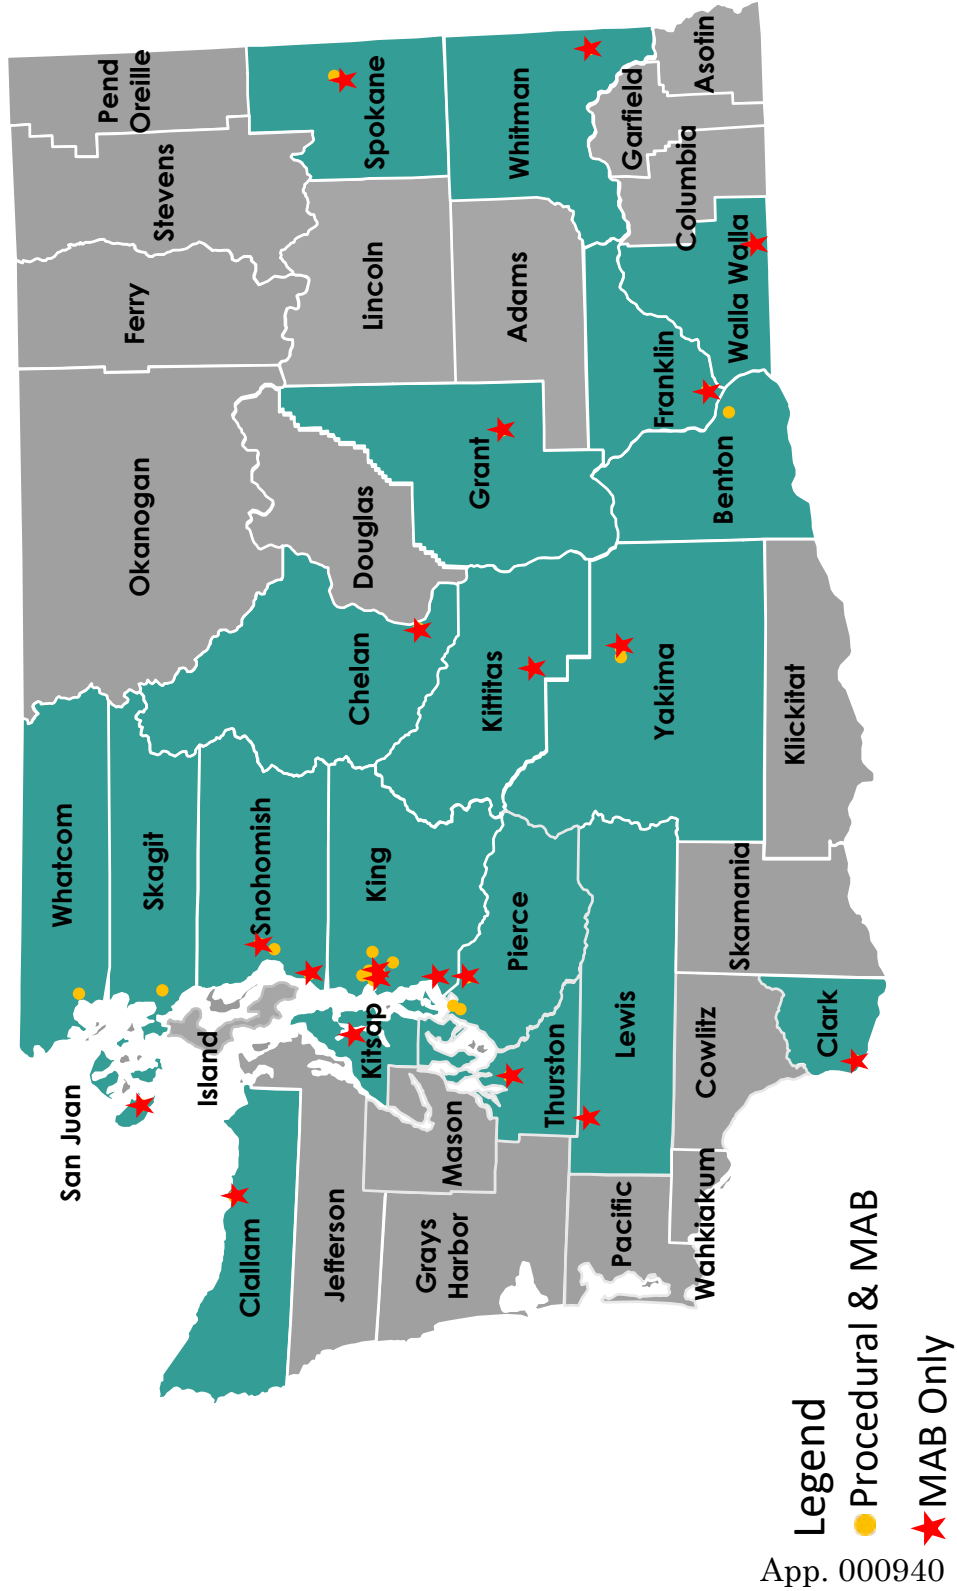 Whatcom
San Juan
Skagit
Okanogan
Ferry
Stevens
Pend
Oreille
Island
Clallam
Snohomish
Chelan
Douglas
Lincoln
Spokane
Jefferson
Kitsap
King
Grant
Grays
Harbor
Mason
Kittitas
Adams
Whitman
Pierce
Thurston
Pacific
Lewis
Yakima
Franklin
Garfield
Benton
Walla Walla
Columbia
Asotin
Wahkiakum
Cowlitz
Skamania
Klickitat
Clark
Legend
Procedural & MAB
MAB Only
App. 000940